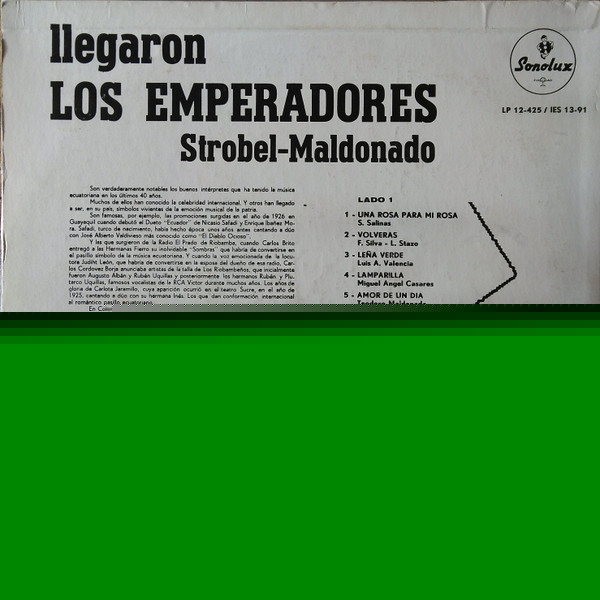 llegaron
LOS EMPERADORES
Strobel-Maldonado
Sonolux
LP 12-425 / IES 13-91
Son verdaderamente notables los buenos intérpretes que ha tenido la música
ecuatoriana en los últimos 40 años.
Muchos de ellos han conocido la celebridad internacional. Y otros han llegado
a ser, en su país, símbolos vivientes de la emoción musical de la patria.
Son famosas, por ejemplo, las promociones surgidas en el año de 1926 en
Guayaquil cuando debutó el Dueto "Ecuador" de Nicasio Safadi y Enrique Ibáñez Mo-
ra. Safadi, turco de nacimiento, había hecho época unos años antes cantando a dúo
con José Alberto Valdivieso más conocido como "El Diablo Ocioso".
Y las que surgieron de la Radio El Prado de Riobamba, cuando Carlos Brito
entregó a las Hermanas Fierro su inolvidable "Sombras" que habría de convertirse en
el pasillo símbolo de la música ecuatoriana. Y cuando la voz emocionada de la locu-
tora Judiht León, que habría de convertirse en la esposa del dueño de esa radio, Car-
los Cordovez Borja anunciaba artistas de la talla de Los Riobambeños, que inicialmente
fueron Augusto Albán y Rubén Uquillas y posteriormente los hermanos Rubén y Plu-
tarco Uquillas, famosos vocalistas de la RCA Victor durante muchos años. Los años de
gloria de Carlota Jaramillo, cuya aparición ocurrió en el teatro Sucre, en el año de
1925, cantando a dúo con su hermana Inés: Los que dan conformación internacional
al romántico pasillo ecuatoriano.
En
LADO 1
1 - UNA ROSA PARA MI ROSA
S. Salinas
2 - VOLVERAS
F. Silva - L. Stazo
3 - LEÑA VERDE
Luis A. Valencia
4 - LAMPARILLA
Miguel Angel Casares
5 - AMOR DE UN DIA